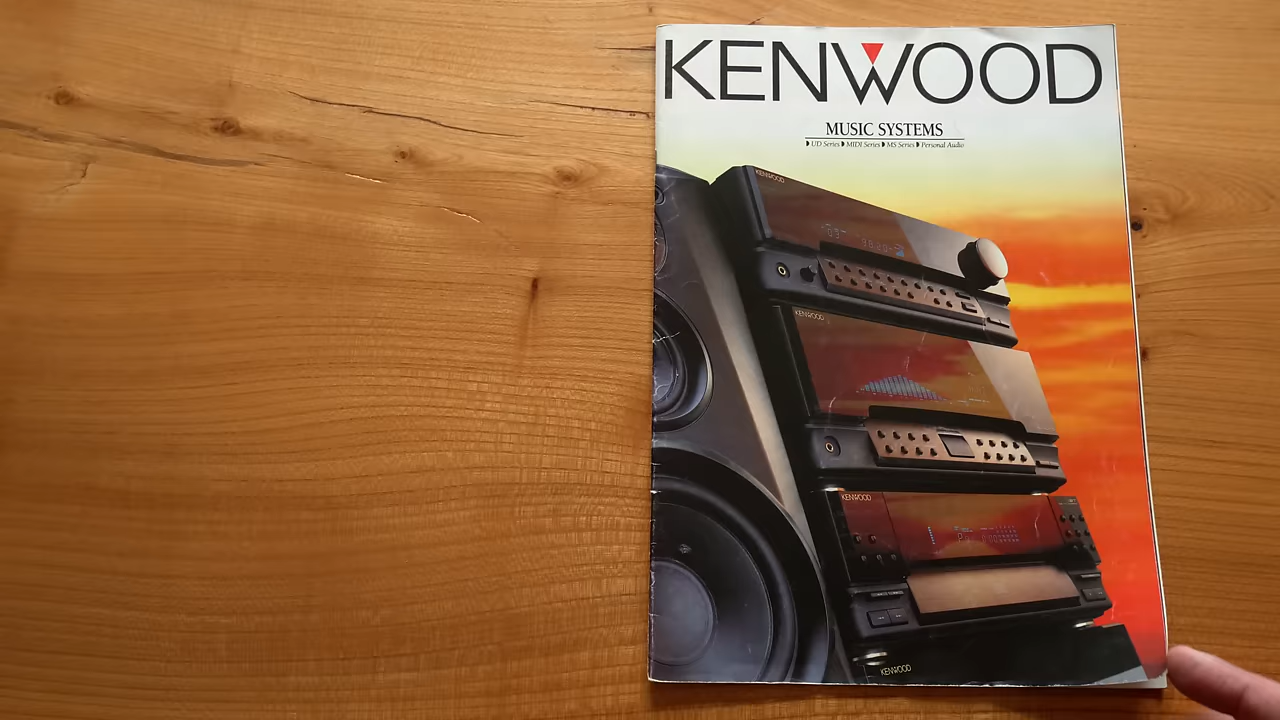 KENWOOD
MUSIC SYSTEMS
◗ UD Series ◗ MIDI Series ◗ MS Series ◗ Personal Audio
KENWOOD
KENWOOD
KENWOOD
KENWOOD